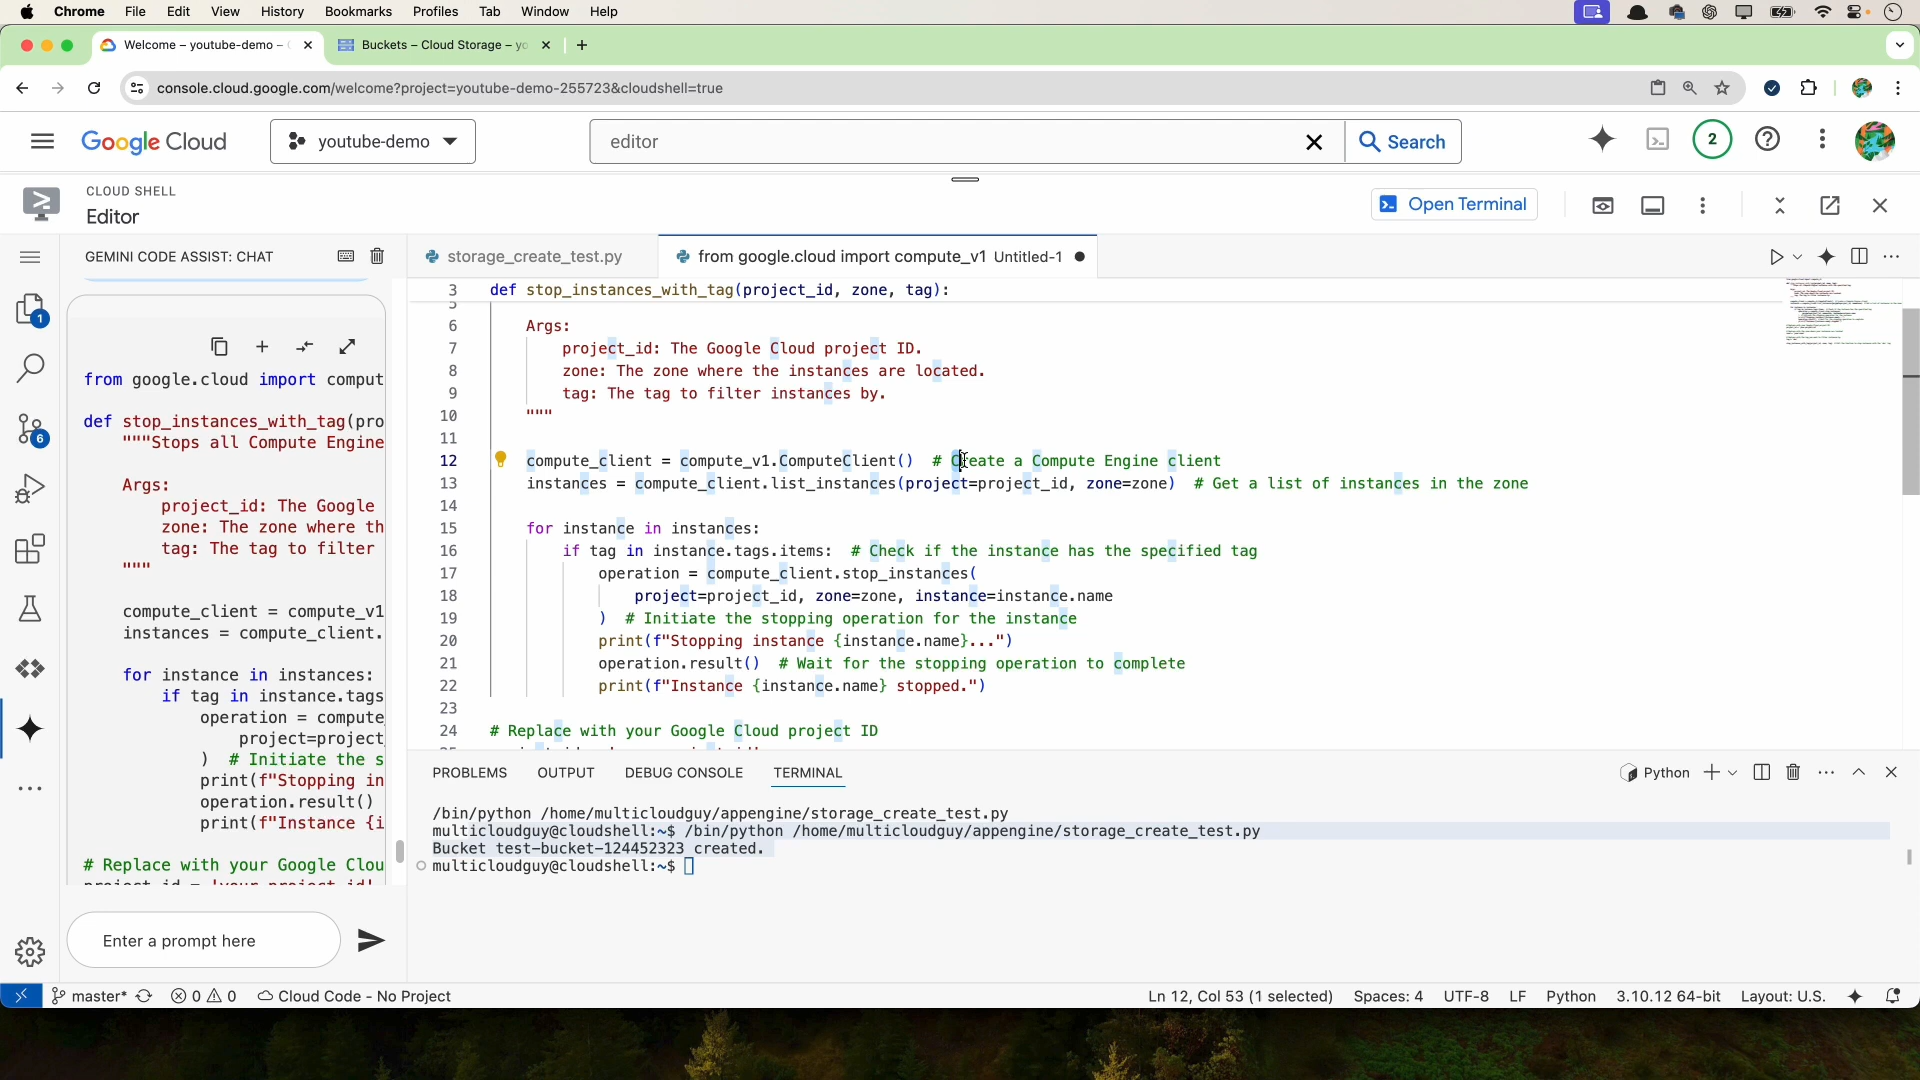 Chrome File Edit View History Bookmarks Profiles Tab Window Help
Welcome – youtube-demo –
Buckets – Cloud Storage – yo
console.cloud.google.com/welcome?project=youtube-demo-255723&cloudshell=true
Google Cloud
youtube-demo
editor
Search
2
CLOUD SHELL
Editor
Open Terminal
GEMINI CODE ASSIST: CHAT
storage_create_test.py
from google.cloud import compute_v1 Untitled-1
1
6
from google.cloud import comput
def stop_instances_with_tag(pro
"""Stops all Compute Engine
Args:
project_id: The Google
zone: The zone where th
tag: The tag to filter
"""
compute_client = compute_v1
instances = compute_client.
for instance in instances:
if tag in instance.tags
operation = compute_
project=project_
) # Initiate the s
print(f"Stopping in
operation.result()
print(f"Instance {i
# Replace with your Google Clou
Enter a prompt here
3 def stop_instances_with_tag(project_id, zone, tag):
5
6 Args:
7 project_id: The Google Cloud project ID.
8 zone: The zone where the instances are located.
9 tag: The tag to filter instances by.
10 """
11
12 compute_client = compute_v1.ComputeClient() # Create a Compute Engine client
13 instances = compute_client.list_instances(project=project_id, zone=zone) # Get a list of instances in the zone
14
15 for instance in instances:
16 if tag in instance.tags.items: # Check if the instance has the specified tag
17 operation = compute_client.stop_instances(
18 project=project_id, zone=zone, instance=instance.name
19 ) # Initiate the stopping operation for the instance
20 print(f"Stopping instance {instance.name}...")
21 operation.result() # Wait for the stopping operation to complete
22 print(f"Instance {instance.name} stopped.")
23
24 # Replace with your Google Cloud project ID
PROBLEMS OUTPUT DEBUG CONSOLE TERMINAL
Python
/bin/python /home/multicloudguy/appengine/storage_create_test.py
multicloudguy@cloudshell:~$ /bin/python /home/multicloudguy/appengine/storage_create_test.py
Bucket test-bucket-124452323 created.
multicloudguy@cloudshell:~$
master* 0 0 Cloud Code - No Project
Ln 12, Col 53 (1 selected) Spaces: 4 UTF-8 LF Python 3.10.12 64-bit Layout: U.S.